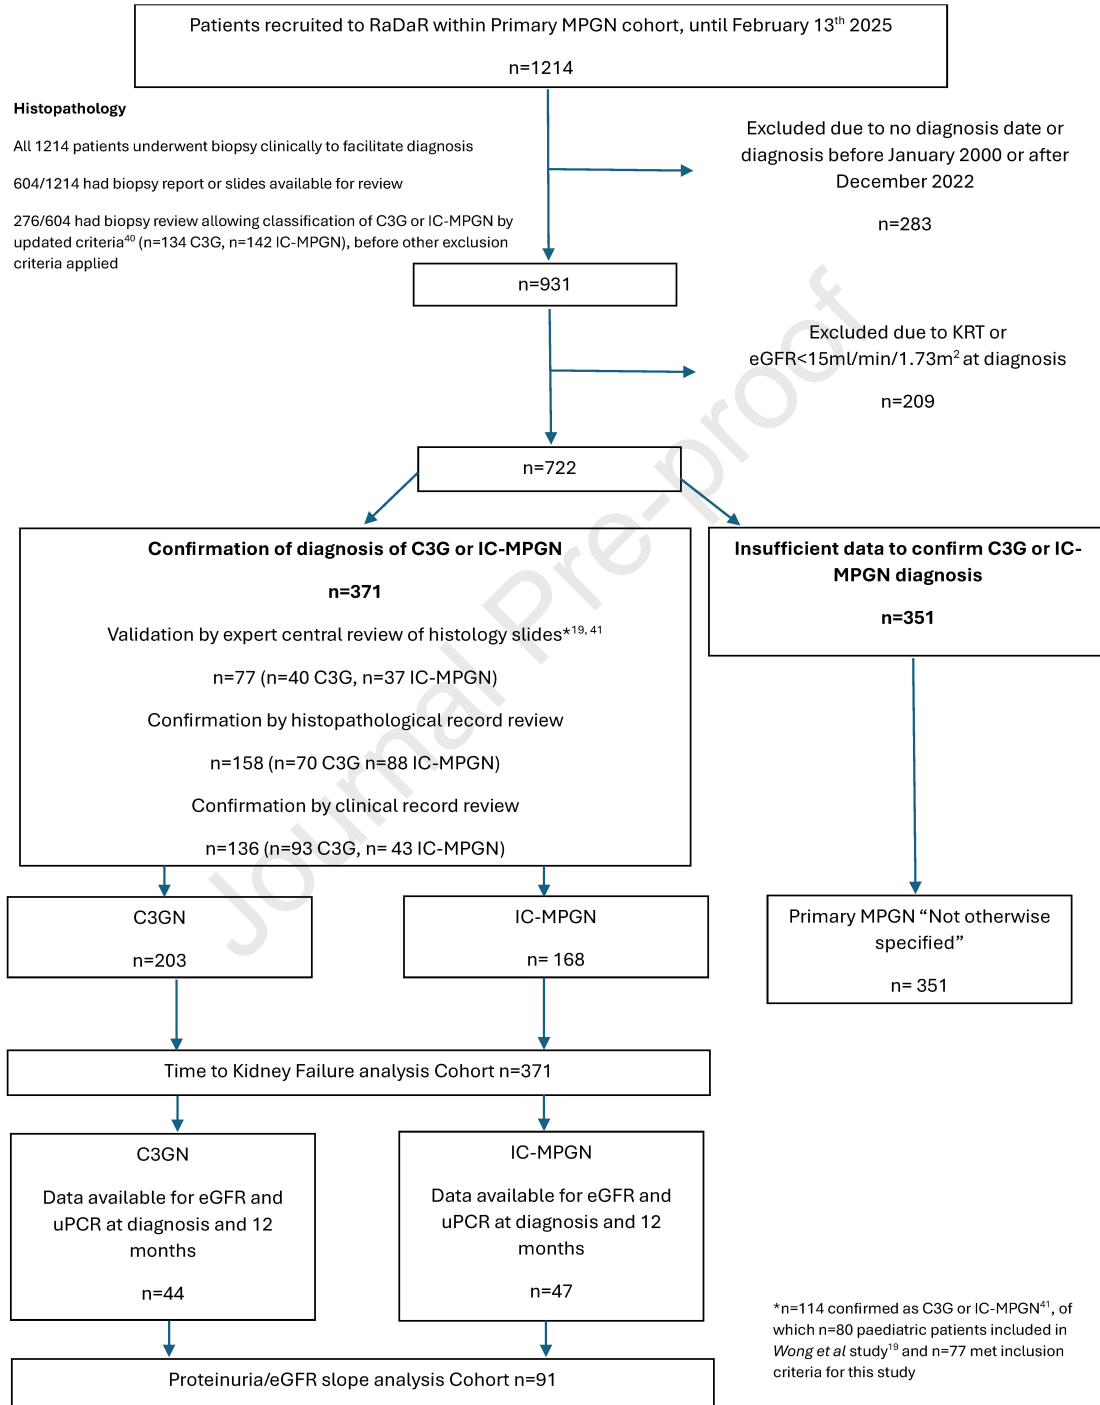 Patients recruited to RaDaR within Primary MPGN cohort, until February 13th 2025
n=1214
Histopathology
All 1214 patients underwent biopsy clinically to facilitate diagnosis
604/1214 had biopsy report or slides available for review
276/604 had biopsy review allowing classification of C3G or IC-MPGN by
updated criteria40 (n=134 C3G, n=142 IC-MPGN), before other exclusion
criteria applied
Excluded due to no diagnosis date or
diagnosis before January 2000 or after
December 2022
n=283
n=931
Excluded due to KRT or
eGFR<15ml/min/1.73m2 at diagnosis
n=209
n=722
Confirmation of diagnosis of C3G or IC-MPGN
n=371
Validation by expert central review of histology slides*19, 41
n=77 (n=40 C3G, n=37 IC-MPGN)
Confirmation by histopathological record review
n=158 (n=70 C3G n=88 IC-MPGN)
Confirmation by clinical record review
n=136 (n=93 C3G, n= 43 IC-MPGN)
Insufficient data to confirm C3G or IC-
MPGN diagnosis
n=351
C3GN
n=203
IC-MPGN
n= 168
Primary MPGN “Not otherwise
specified”
n= 351
Time to Kidney Failure analysis Cohort n=371
C3GN
Data available for eGFR and
uPCR at diagnosis and 12
months
n=44
IC-MPGN
Data available for eGFR and
uPCR at diagnosis and 12
months
n=47
Proteinuria/eGFR slope analysis Cohort n=91
*n=114 confirmed as C3G or IC-MPGN41, of
which n=80 paediatric patients included in
Wong et al study19 and n=77 met inclusion
criteria for this study
Journal Pre-proof